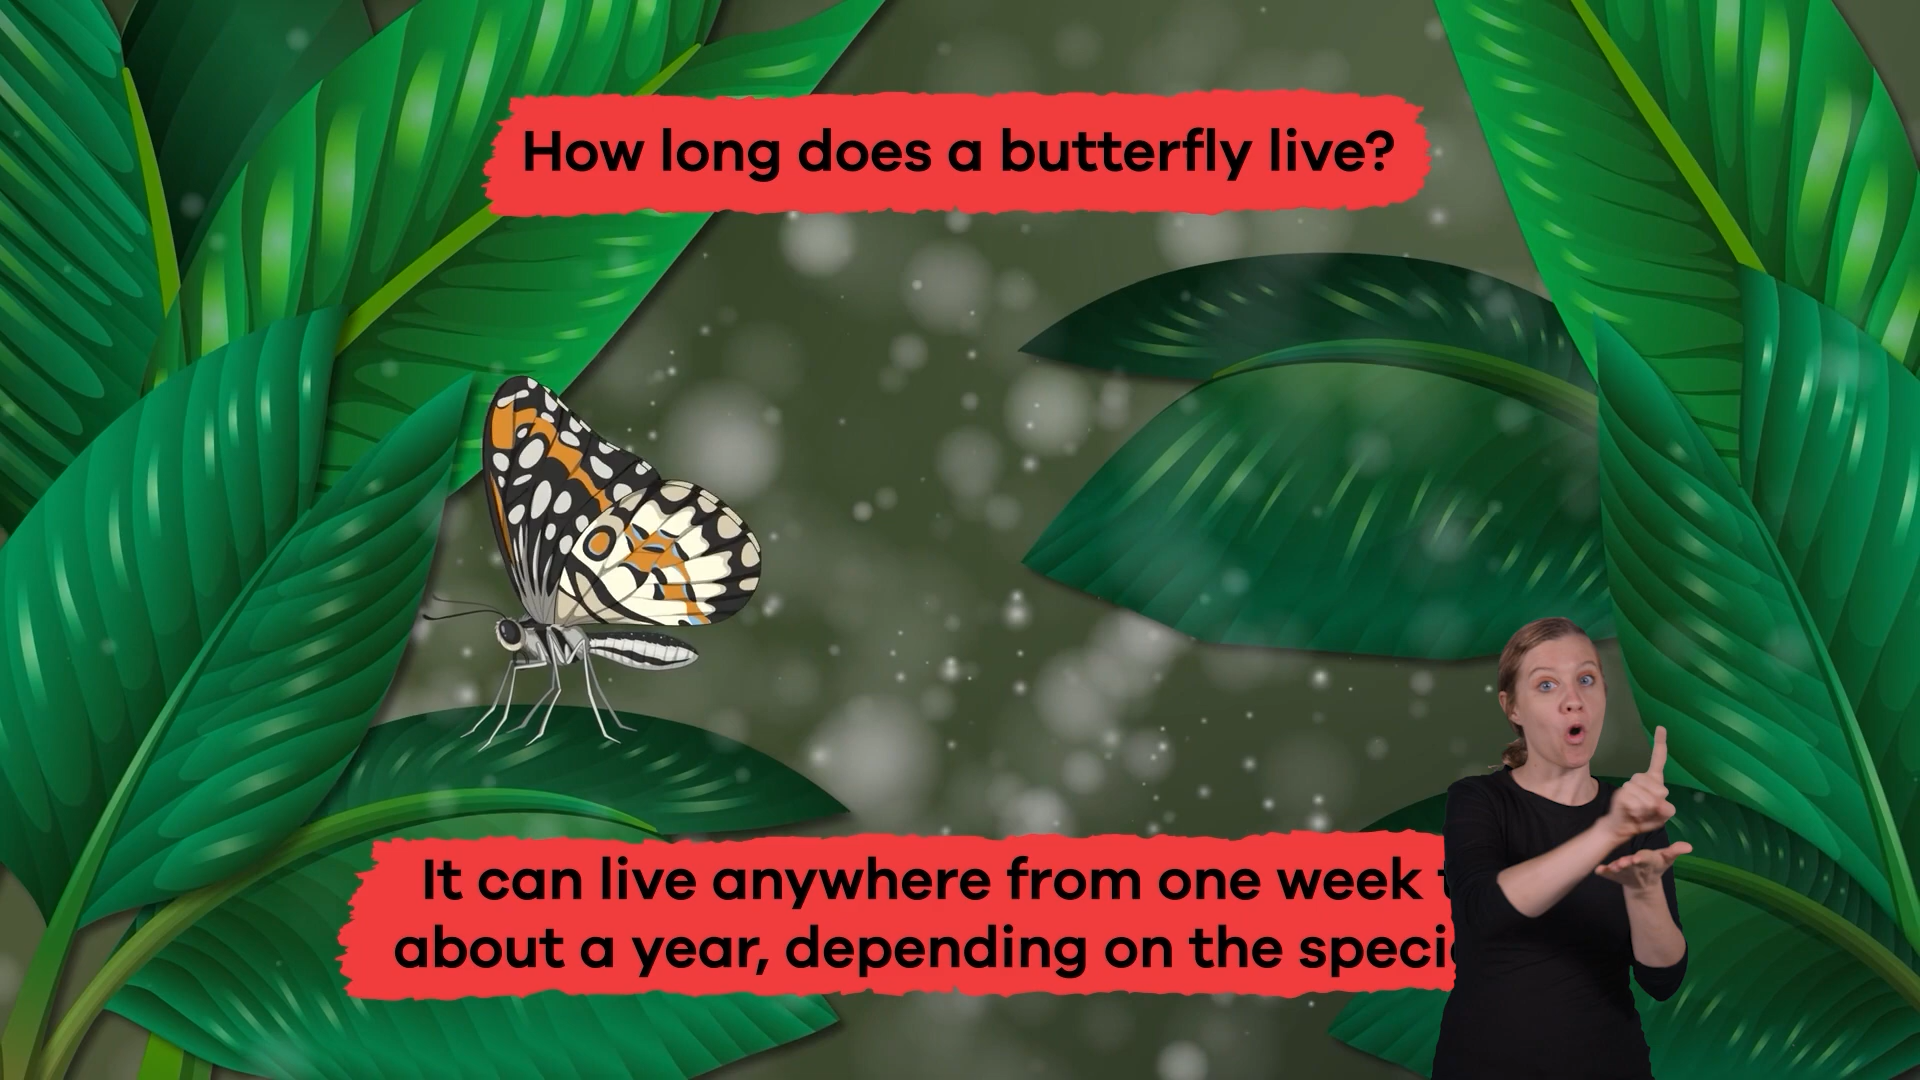 How long does a butterfly live?
It can live anywhere from one week
about a year, depending on the